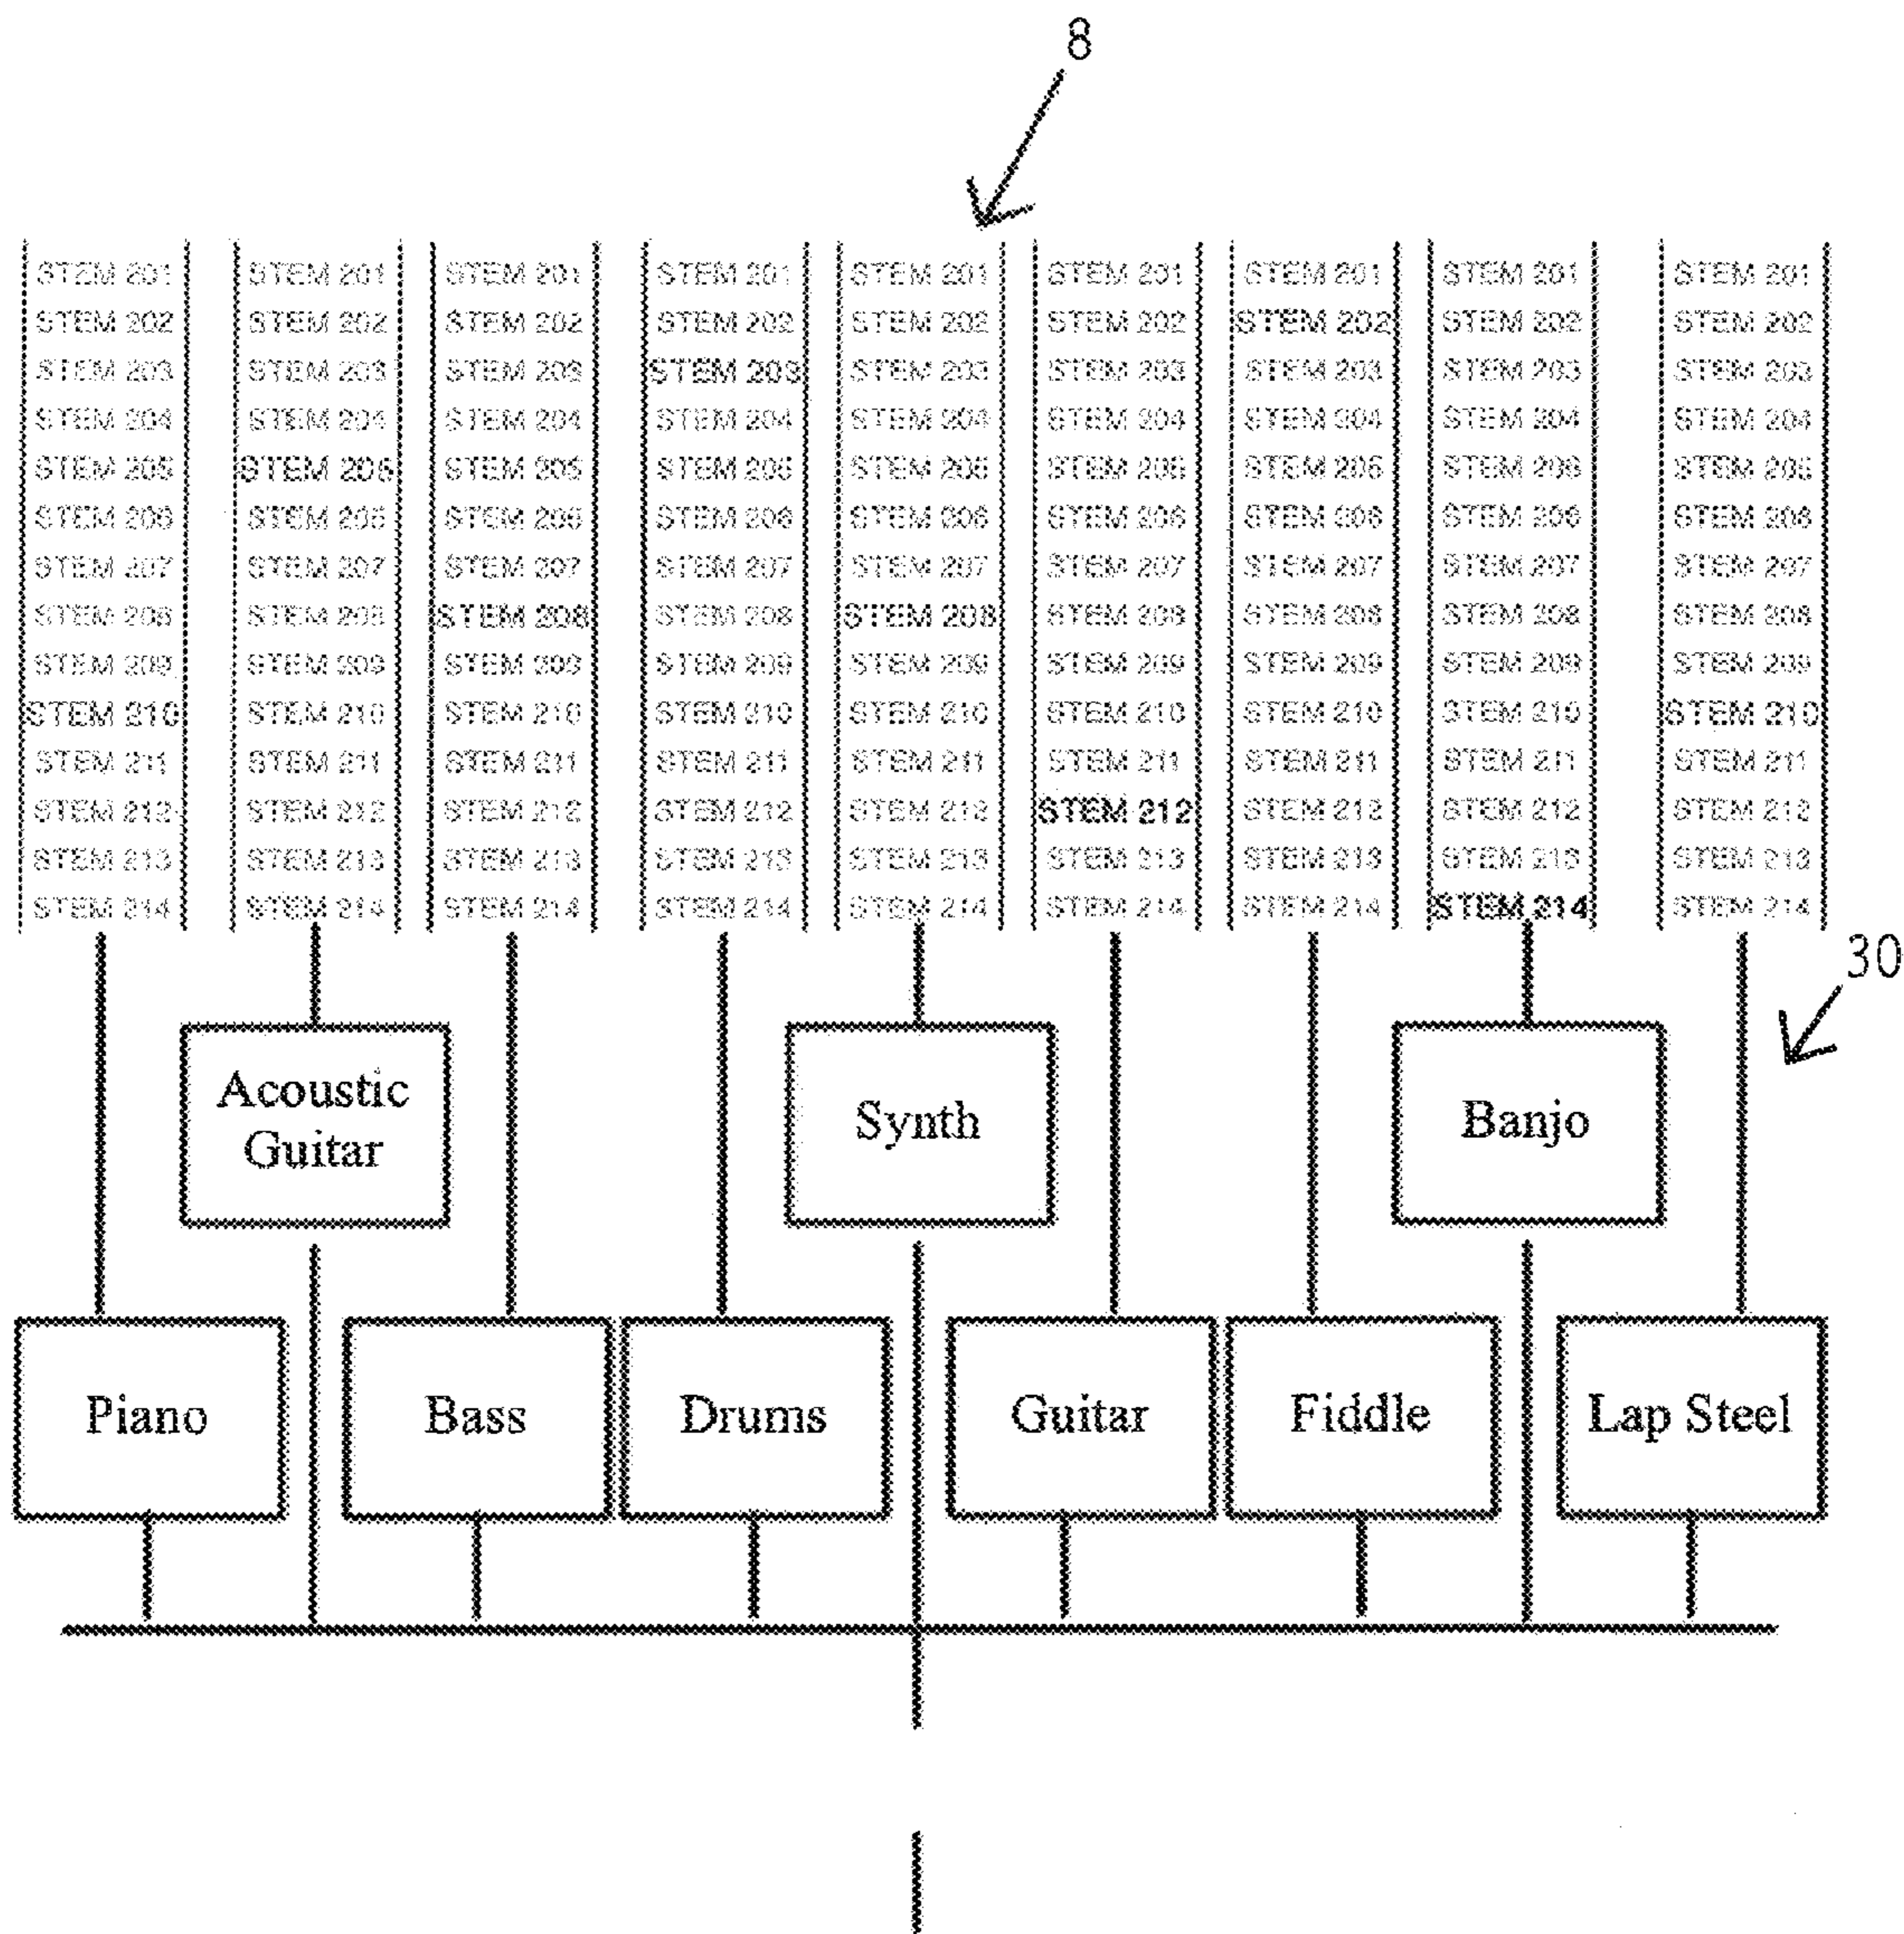 8
STEM 201 STEM 201 STEM 201 STEM 201 STEM 201 STEM 201 STEM 201 STEM 201 STEM 201
STEM 202 STEM 202 STEM 202 STEM 202 STEM 202 STEM 202 STEM 202 STEM 202 STEM 202
STEM 203 STEM 203 STEM 203 STEM 203 STEM 203 STEM 203 STEM 203 STEM 203 STEM 203
STEM 204 STEM 204 STEM 204 STEM 204 STEM 204 STEM 204 STEM 204 STEM 204 STEM 204
STEM 205 STEM STEM 205 STEM 205 STEM 205 STEM 205 STEM 205 STEM 205 STEM 205
STEM 206 STEM STEM 206 STEM 206 STEM 206 STEM 206 STEM 206 STEM 206 STEM 206
STEM 207 STEM 207 STEM 207 STEM 207 STEM 207 STEM 207 STEM 207 STEM 207 STEM 207
STEM 208 STEM 208 STEM 208 STEM 208 STEM 208 STEM 208 STEM 208 STEM 208 STEM 208
STEM 209 STEM 209 STEM 209 STEM 209 STEM 209 STEM 209 STEM 209 STEM 209 STEM 209
STEM 210 STEM 210 STEM 210 STEM 210 STEM 210 STEM 210 STEM 210 STEM 210 STEM 210
STEM 211 STEM 211 STEM 211 STEM 211 STEM 211 STEM 211 STEM 211 STEM 211 STEM 211
STEM 212 STEM 212 STEM 212 STEM 212 STEM 212 STEM 212 STEM 212 STEM 212 STEM 212
STEM 213 STEM 213 STEM 213 STEM 213 STEM 213 STEM 213 STEM 213 STEM 213 STEM 213
STEM 214 STEM 214 STEM 214 STEM 214 STEM 214 STEM 214 STEM 214 STEM 214 STEM 214
30
Acoustic
Guitar
Synth
Banjo
Piano
Bass
Drums
Guitar
Fiddle
Lap Steel